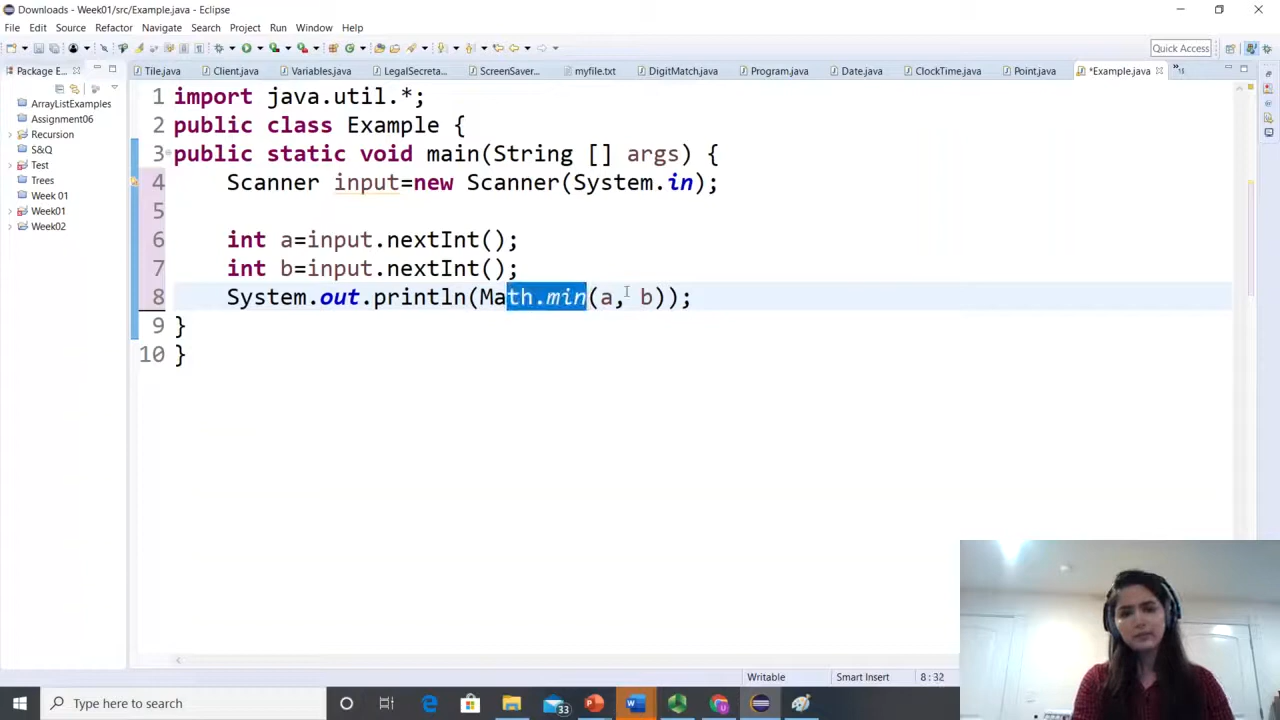 Downloads - Week01/src/Example.java - Eclipse
File Edit Source Refactor Navigate Search Project Run Window Help
Quick Access
Package E... Tile.java Client.java Variables.java LegalSecreta... ScreenSaver... myfile.txt DigitMatch.java Program.java Date.java ClockTime.java Point.java *Example.java »15
ArrayListExamples
Assignment06
Recursion
S&Q
Test
Trees
Week 01
Week01
Week02
1 import java.util.*;
2 public class Example {
3 public static void main(String [] args) {
4 Scanner input=new Scanner(System.in);
5
6 int a=input.nextInt();
7 int b=input.nextInt();
8 System.out.println(Math.min(a, b));
9 }
10 }
Writable Smart Insert 8 : 32
Type here to search 33